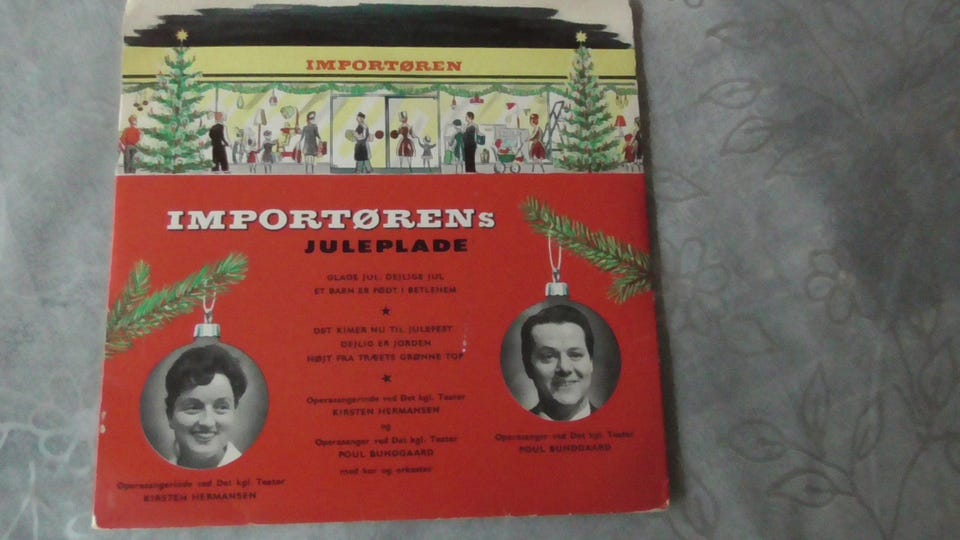 IMPORTØREN
IMPORTØRENs
JULEPLADE
GLADE JUL, DEJLIGE JUL
ET BARN ER FØDT I BETLEHEM
DET KIMER NU TIL JULEFEST
DEJLIG ER JORDEN
HØJT FRA TRÆETS GRØNNE TOP
Operasangerinde ved Det kgl. Teater
KIRSTEN HERMANSEN
og
Operasanger ved Det kgl. Teater
POUL BUNDGAARD
med kor og orkester
Operasangerinde ved Det kgl. Teater
KIRSTEN HERMANSEN
Operasanger ved Det kgl. Teater
POUL BUNDGAARD